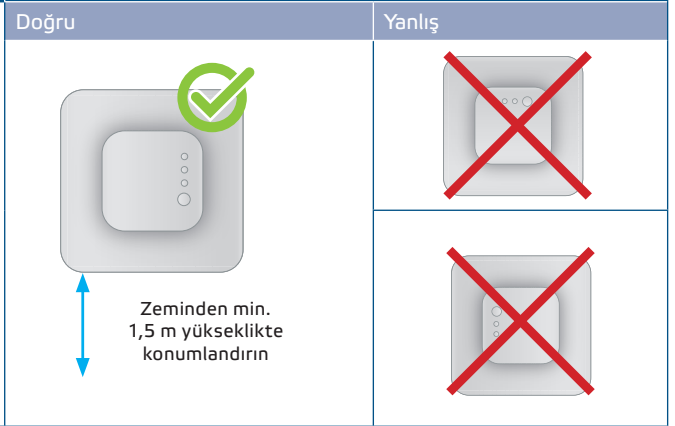 Doğru
Yanlış
Zeminden min.
1,5 m yükseklikte
konumlandırın